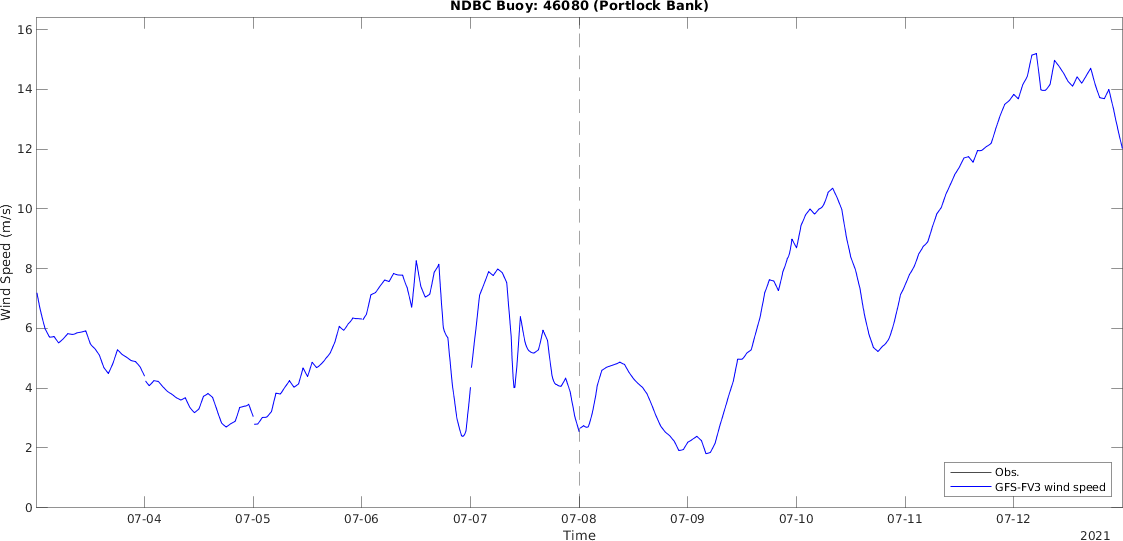 NDBC Buoy: 46080 (Portlock Bank)
16
14
12
10
8
6
4
2
0
Wind Speed (m/s)
07-04 07-05 07-06 07-07 07-08 07-09 07-10 07-11 07-12
Time
2021
Obs.
GFS-FV3 wind speed